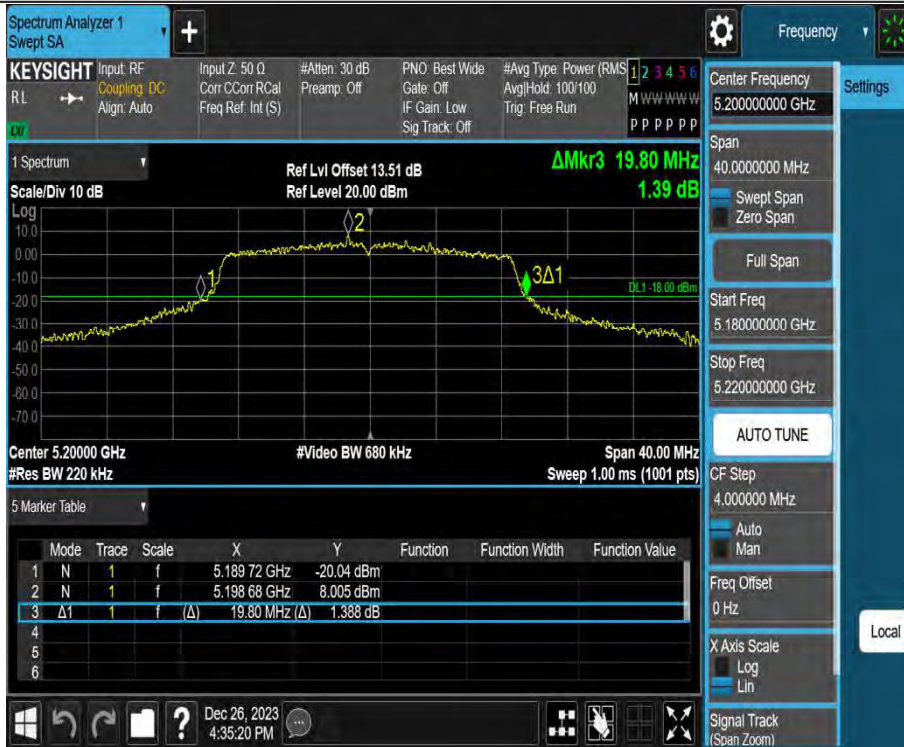 Spectrum Analyzer 1
Swept SA
+
Frequency
KEYSIGHT
RL
LXI
Input: RF
Coupling: DC
Align: Auto
Input Z: 50 Ω
Corr CCorr RCal
Freq Ref: Int (S)
#Atten: 30 dB
Preamp: Off
PNO: Best Wide
Gate: Off
IF Gain: Low
Sig Track: Off
#Avg Type: Power (RMS
Avg|Hold: 100/100
Trig: Free Run
1 2 3 4 5 6
M W W W W W
P P P P P P
1 Spectrum
Scale/Div 10 dB
Ref Lvl Offset 13.51 dB
Ref Level 20.00 dBm
ΔMkr3 19.80 MHz
1.39 dB
Log
10.0
0.00
-10.0
-20.0
-30.0
-40.0
-50.0
-60.0
-70.0
1
2
3Δ1
DL1 -18.00 dBm
Center 5.20000 GHz
#Res BW 220 kHz
#Video BW 680 kHz
Span 40.00 MHz
Sweep 1.00 ms (1001 pts)
5 Marker Table
Mode Trace Scale X Y Function Function Width Function Value
1 N 1 f 5.189 72 GHz -20.04 dBm
2 N 1 f 5.198 68 GHz 8.005 dBm
3 Δ1 1 f (Δ) 19.80 MHz (Δ) 1.388 dB
4
5
6
?
Dec 26, 2023
4:35:20 PM
Center Frequency
5.200000000 GHz
Settings
Span
40.0000000 MHz
Swept Span
Zero Span
Full Span
Start Freq
5.180000000 GHz
Stop Freq
5.220000000 GHz
AUTO TUNE
CF Step
4.000000 MHz
Auto
Man
Freq Offset
0 Hz
Local
X Axis Scale
Log
Lin
Signal Track
(Span Zoom)